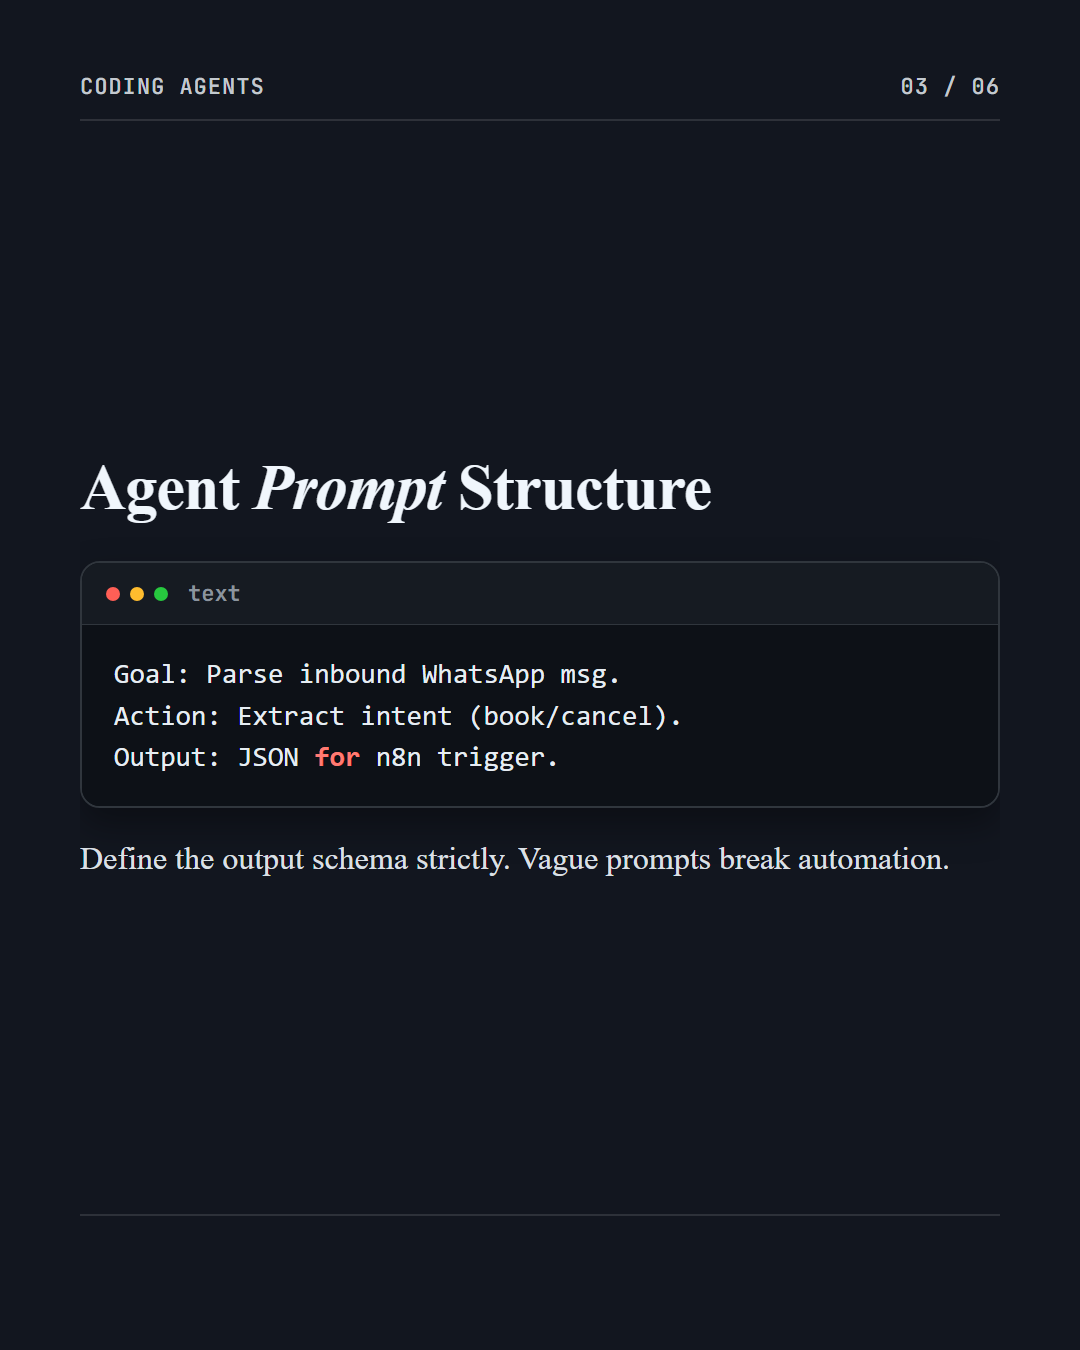 CODING AGENTS
03 / 06
Agent Prompt Structure
text
Goal: Parse inbound WhatsApp msg.
Action: Extract intent (book/cancel).
Output: JSON for n8n trigger.
Define the output schema strictly. Vague prompts break automation.